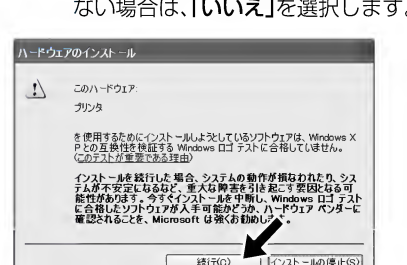 ない場合は、「いいえ」を選択します。
ハードウェアのインストール
このハードウェア:
プリンタ
を使用するためにインストールしようとしているソフトウェアは、Windows X
P との互換性を検証する Windows ロゴ テストに合格していません。
(このテストが重要である理由)
インストールを続行した場合、システムの動作が損なわれたり、シス
テムが不安定になるなど、重大な障害を引き起こす要因となる可
能性があります。今すぐインストールを中断し、Windows ロゴ テスト
に合格したソフトウェアが入手可能かどうか、ハードウェア ベンダーに
確認されることを、Microsoft は強くお勧めします。
続行(C) インストールの停止(S)